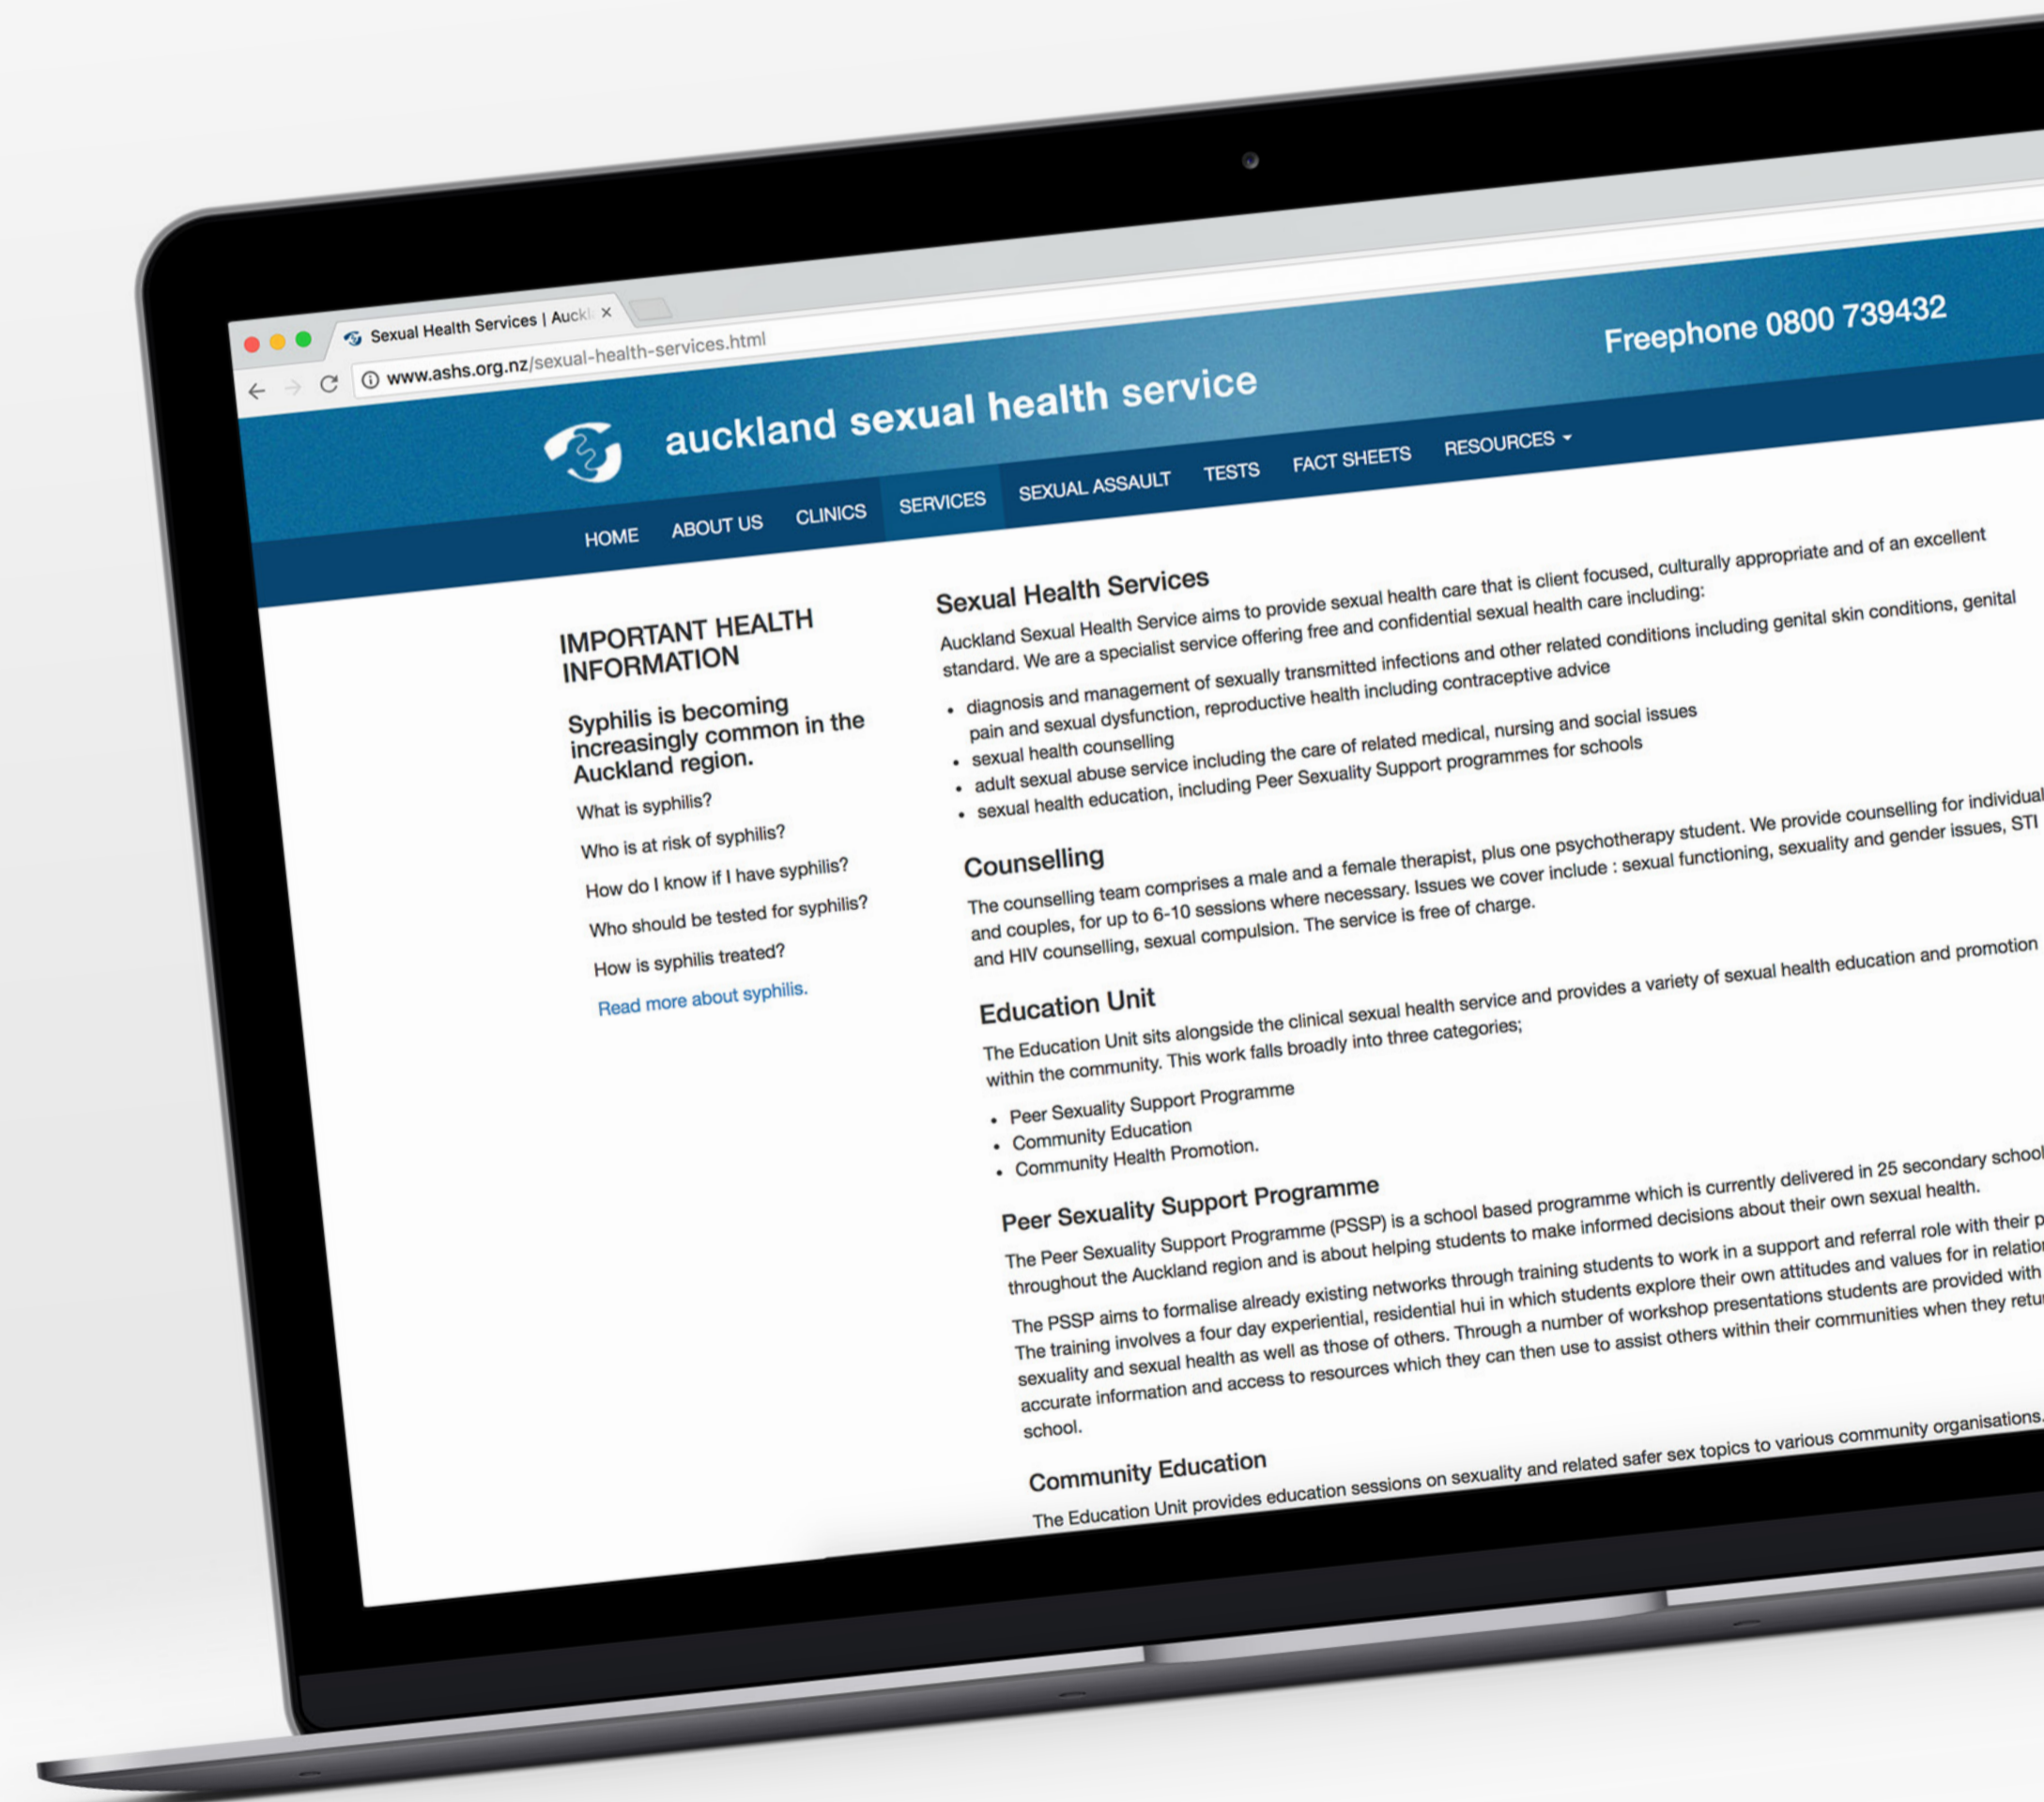 Sexual Health Services | Auckl
www.ashs.org.nz/sexual-health-services.html
auckland sexual health service
Freephone 0800 739432
HOME ABOUT US CLINICS SERVICES SEXUAL ASSAULT TESTS FACT SHEETS RESOURCES
IMPORTANT HEALTH
INFORMATION
Syphilis is becoming
increasingly common in the
Auckland region.
What is syphilis?
Who is at risk of syphilis?
How do I know if I have syphilis?
Who should be tested for syphilis?
How is syphilis treated?
Read more about syphilis.
Sexual Health Services
Auckland Sexual Health Service aims to provide sexual health care that is client focused, culturally appropriate and of an excellent
standard. We are a specialist service offering free and confidential sexual health care including:
• diagnosis and management of sexually transmitted infections and other related conditions including genital skin conditions, genital
pain and sexual dysfunction, reproductive health including contraceptive advice
• sexual health counselling
• adult sexual abuse service including the care of related medical, nursing and social issues
• sexual health education, including Peer Sexuality Support programmes for schools
Counselling
The counselling team comprises a male and a female therapist, plus one psychotherapy student. We provide counselling for individual
and couples, for up to 6-10 sessions where necessary. Issues we cover include : sexual functioning, sexuality and gender issues, STI
and HIV counselling, sexual compulsion. The service is free of charge.
Education Unit
The Education Unit sits alongside the clinical sexual health service and provides a variety of sexual health education and promotion
within the community. This work falls broadly into three categories;
• Peer Sexuality Support Programme
• Community Education
• Community Health Promotion.
Peer Sexuality Support Programme
The Peer Sexuality Support Programme (PSSP) is a school based programme which is currently delivered in 25 secondary school
throughout the Auckland region and is about helping students to make informed decisions about their own sexual health.
The PSSP aims to formalise already existing networks through training students to work in a support and referral role with their p
The training involves a four day experiential, residential hui in which students explore their own attitudes and values for in relation
sexuality and sexual health as well as those of others. Through a number of workshop presentations students are provided with
accurate information and access to resources which they can then use to assist others within their communities when they retu
school.
Community Education
The Education Unit provides education sessions on sexuality and related safer sex topics to various community organisations.